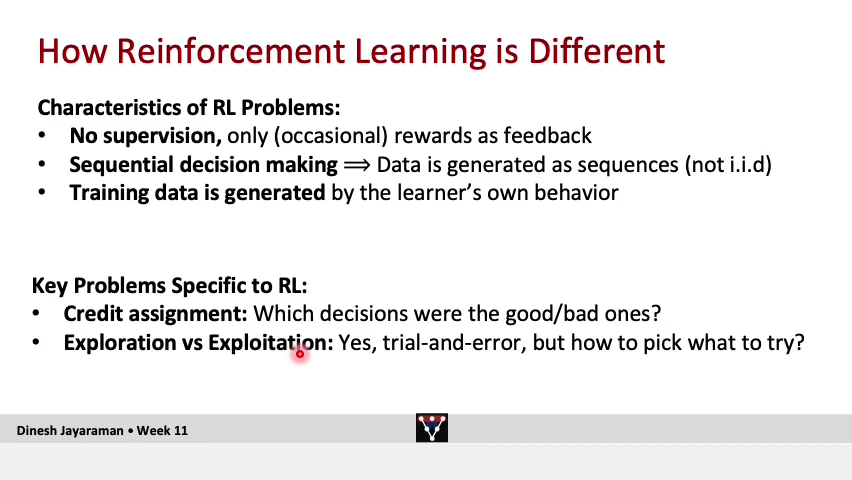 How Reinforcement Learning is Different
Characteristics of RL Problems:
• No supervision, only (occasional) rewards as feedback
• Sequential decision making ⟹ Data is generated as sequences (not i.i.d)
• Training data is generated by the learner’s own behavior
Key Problems Specific to RL:
• Credit assignment: Which decisions were the good/bad ones?
• Exploration vs Exploitation: Yes, trial-and-error, but how to pick what to try?
Dinesh Jayaraman • Week 11